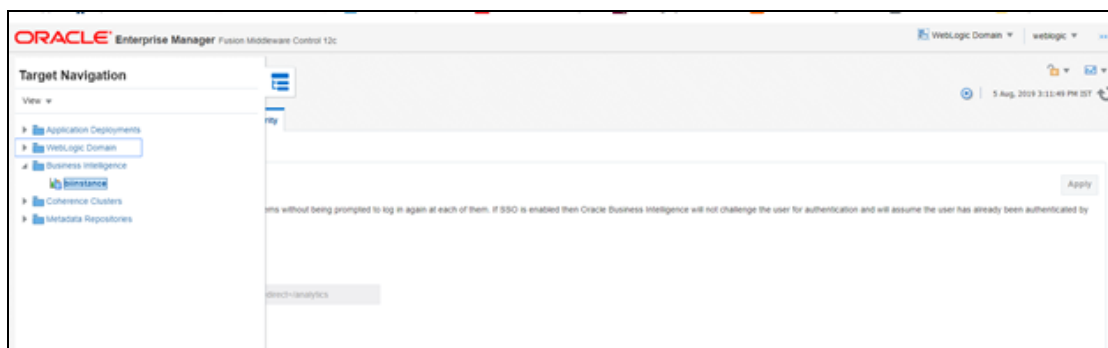 ORACLE Enterprise Manager Fusion Middleware Control 12c
WebLogic Domain
weblogic
Target Navigation
View
5 Aug, 2019 3:11:49 PM IST
rity
Application Deployments
WebLogic Domain
Business Intelligence
biinstance
Apply
Coherence Clusters
ems without being prompted to log in again at each of them. If SSO is enabled then Oracle Business Intelligence will not challenge the user for authentication and will assume the user has already been authenticated by
Metadata Repositories
direct=/analytics